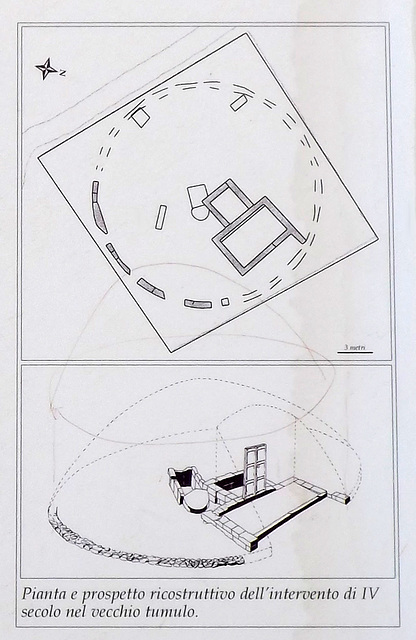 N
3 metri
Pianta e prospetto ricostruttivo dell'intervento di IV
secolo nel vecchio tumulo.